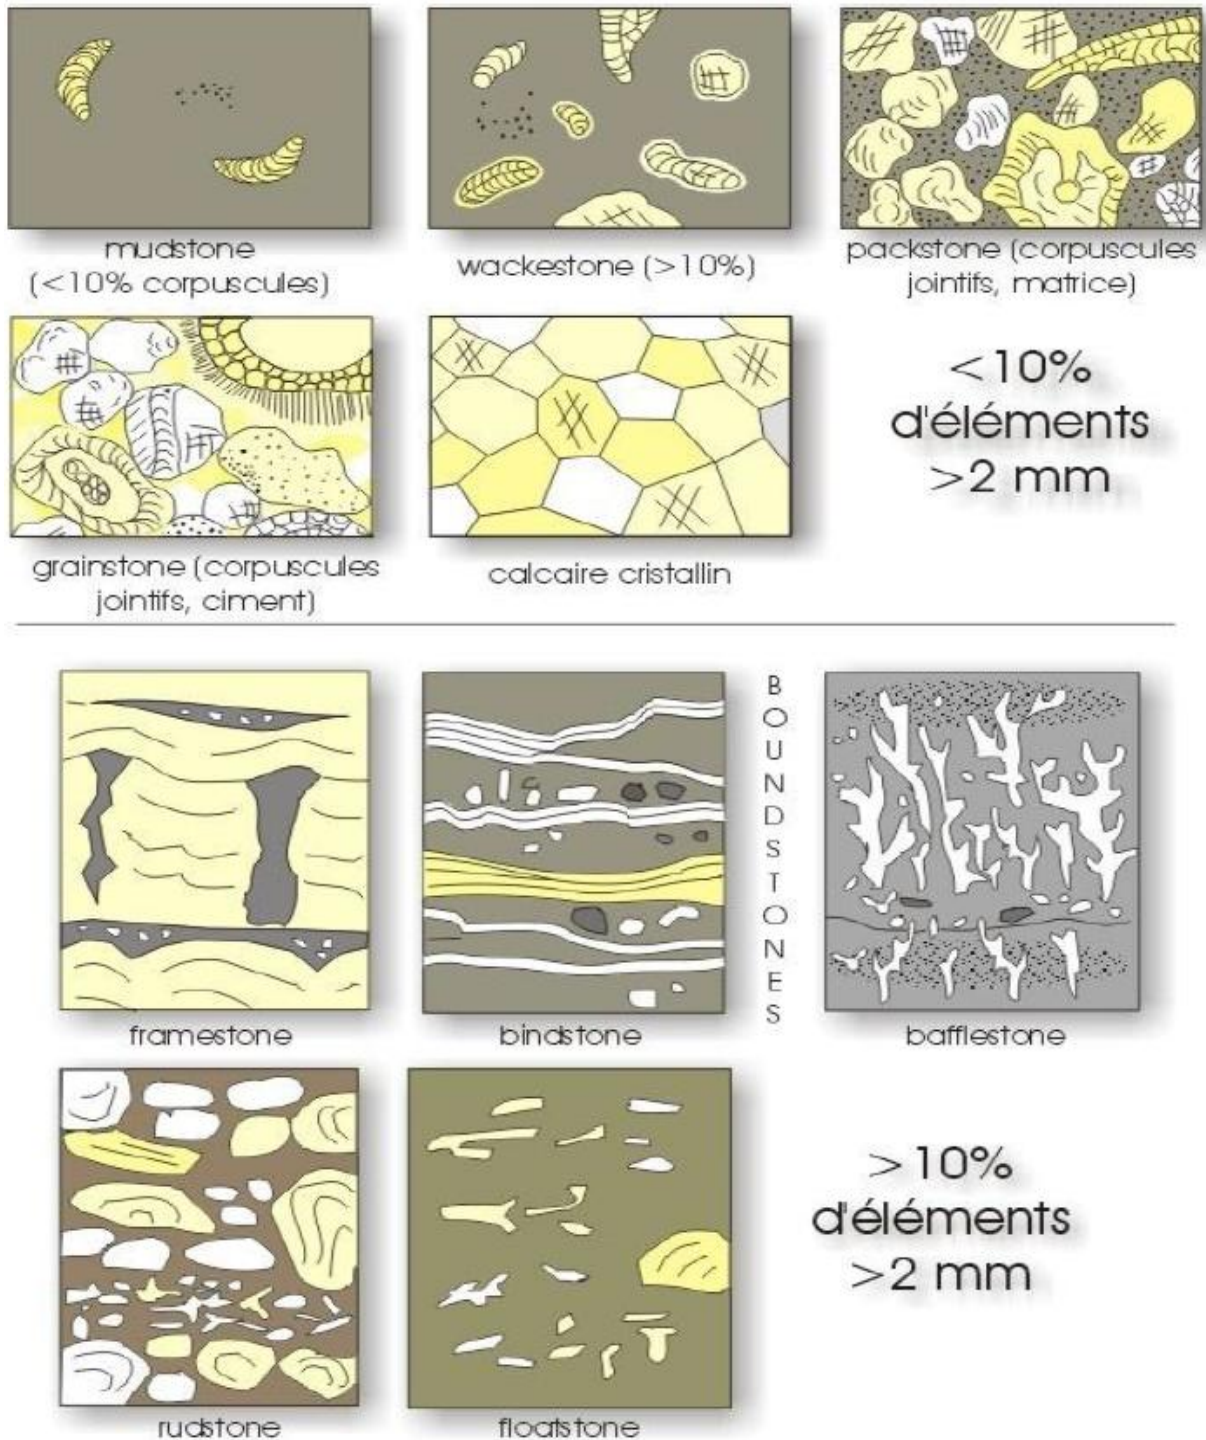 mudstone
(<10% corpuscules)
wackestone (>10%)
packstone (corpuscules
jointifs, matrice)
grainstone (corpuscules
jointifs, ciment)
calcaire cristallin
<10%
d'éléments
>2 mm
framestone
bindstone
BOUNDSTONES
bafflestone
rudstone
floatstone
>10%
d'éléments
>2 mm